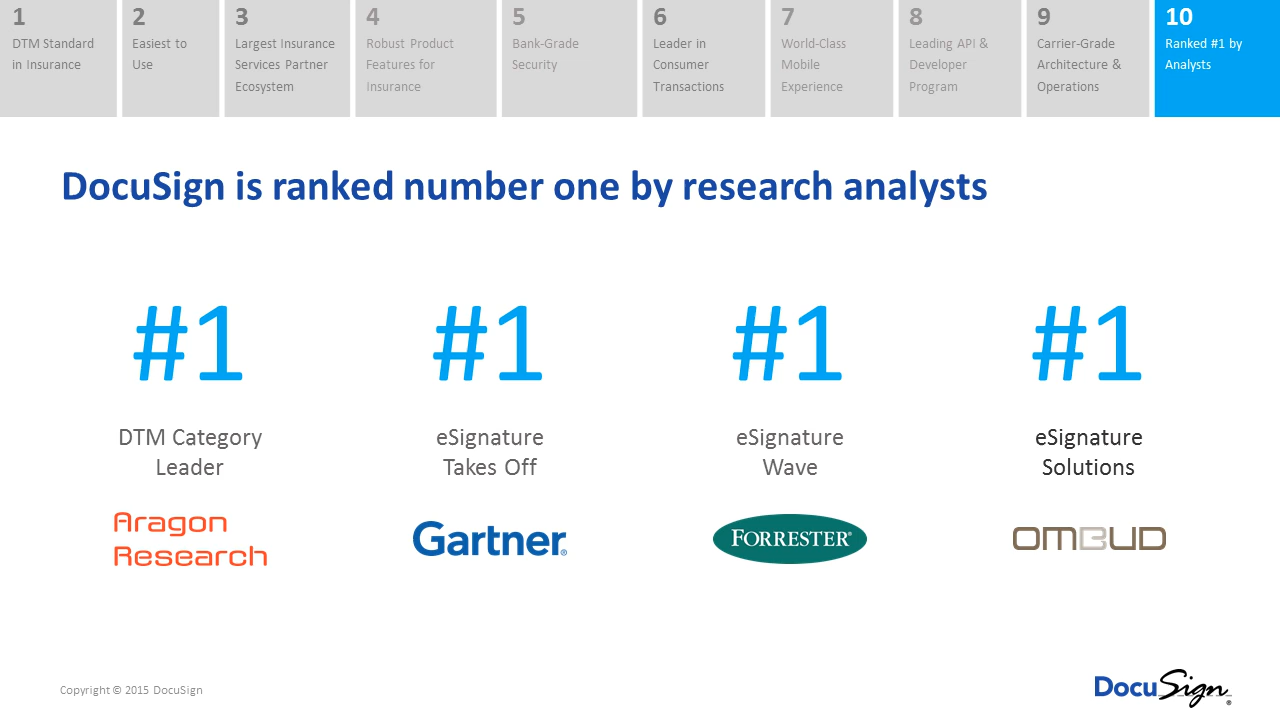 1
DTM Standard
in Insurance
2
Easiest to
Use
3
Largest Insurance
Services Partner
Ecosystem
4
Robust Product
Features for
Insurance
5
Bank-Grade
Security
6
Leader in
Consumer
Transactions
7
World-Class
Mobile
Experience
8
Leading API &
Developer
Program
9
Carrier-Grade
Architecture &
Operations
10
Ranked #1 by
Analysts
DocuSign is ranked number one by research analysts
#1
DTM Category
Leader
Aragon
Research
#1
eSignature
Takes Off
Gartner®
#1
eSignature
Wave
FORRESTER®
#1
eSignature
Solutions
OMBUD
Copyright © 2015 DocuSign
DocuSign®